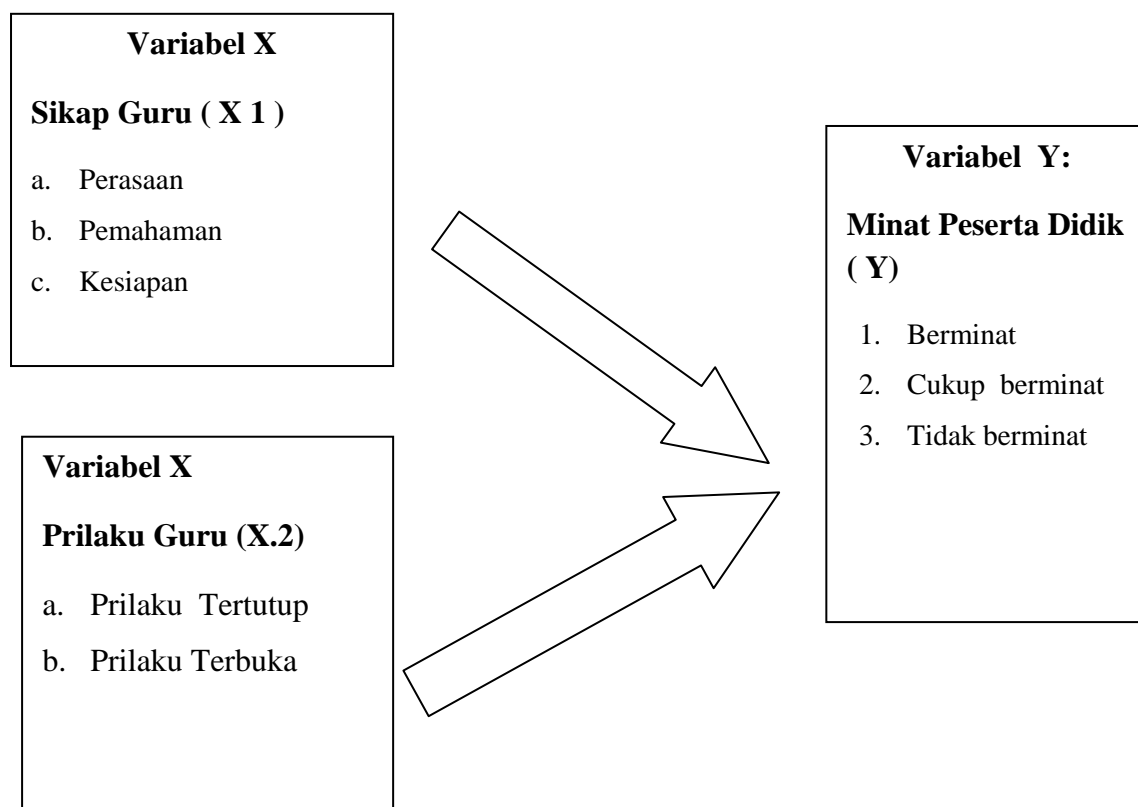 Variabel X
Sikap Guru ( X 1 )
a. Perasaan
b. Pemahaman
c. Kesiapan
Variabel X
Prilaku Guru (X.2)
a. Prilaku Tertutup
b. Prilaku Terbuka
Variabel Y:
Minat Peserta Didik
( Y)
1. Berminat
2. Cukup berminat
3. Tidak berminat